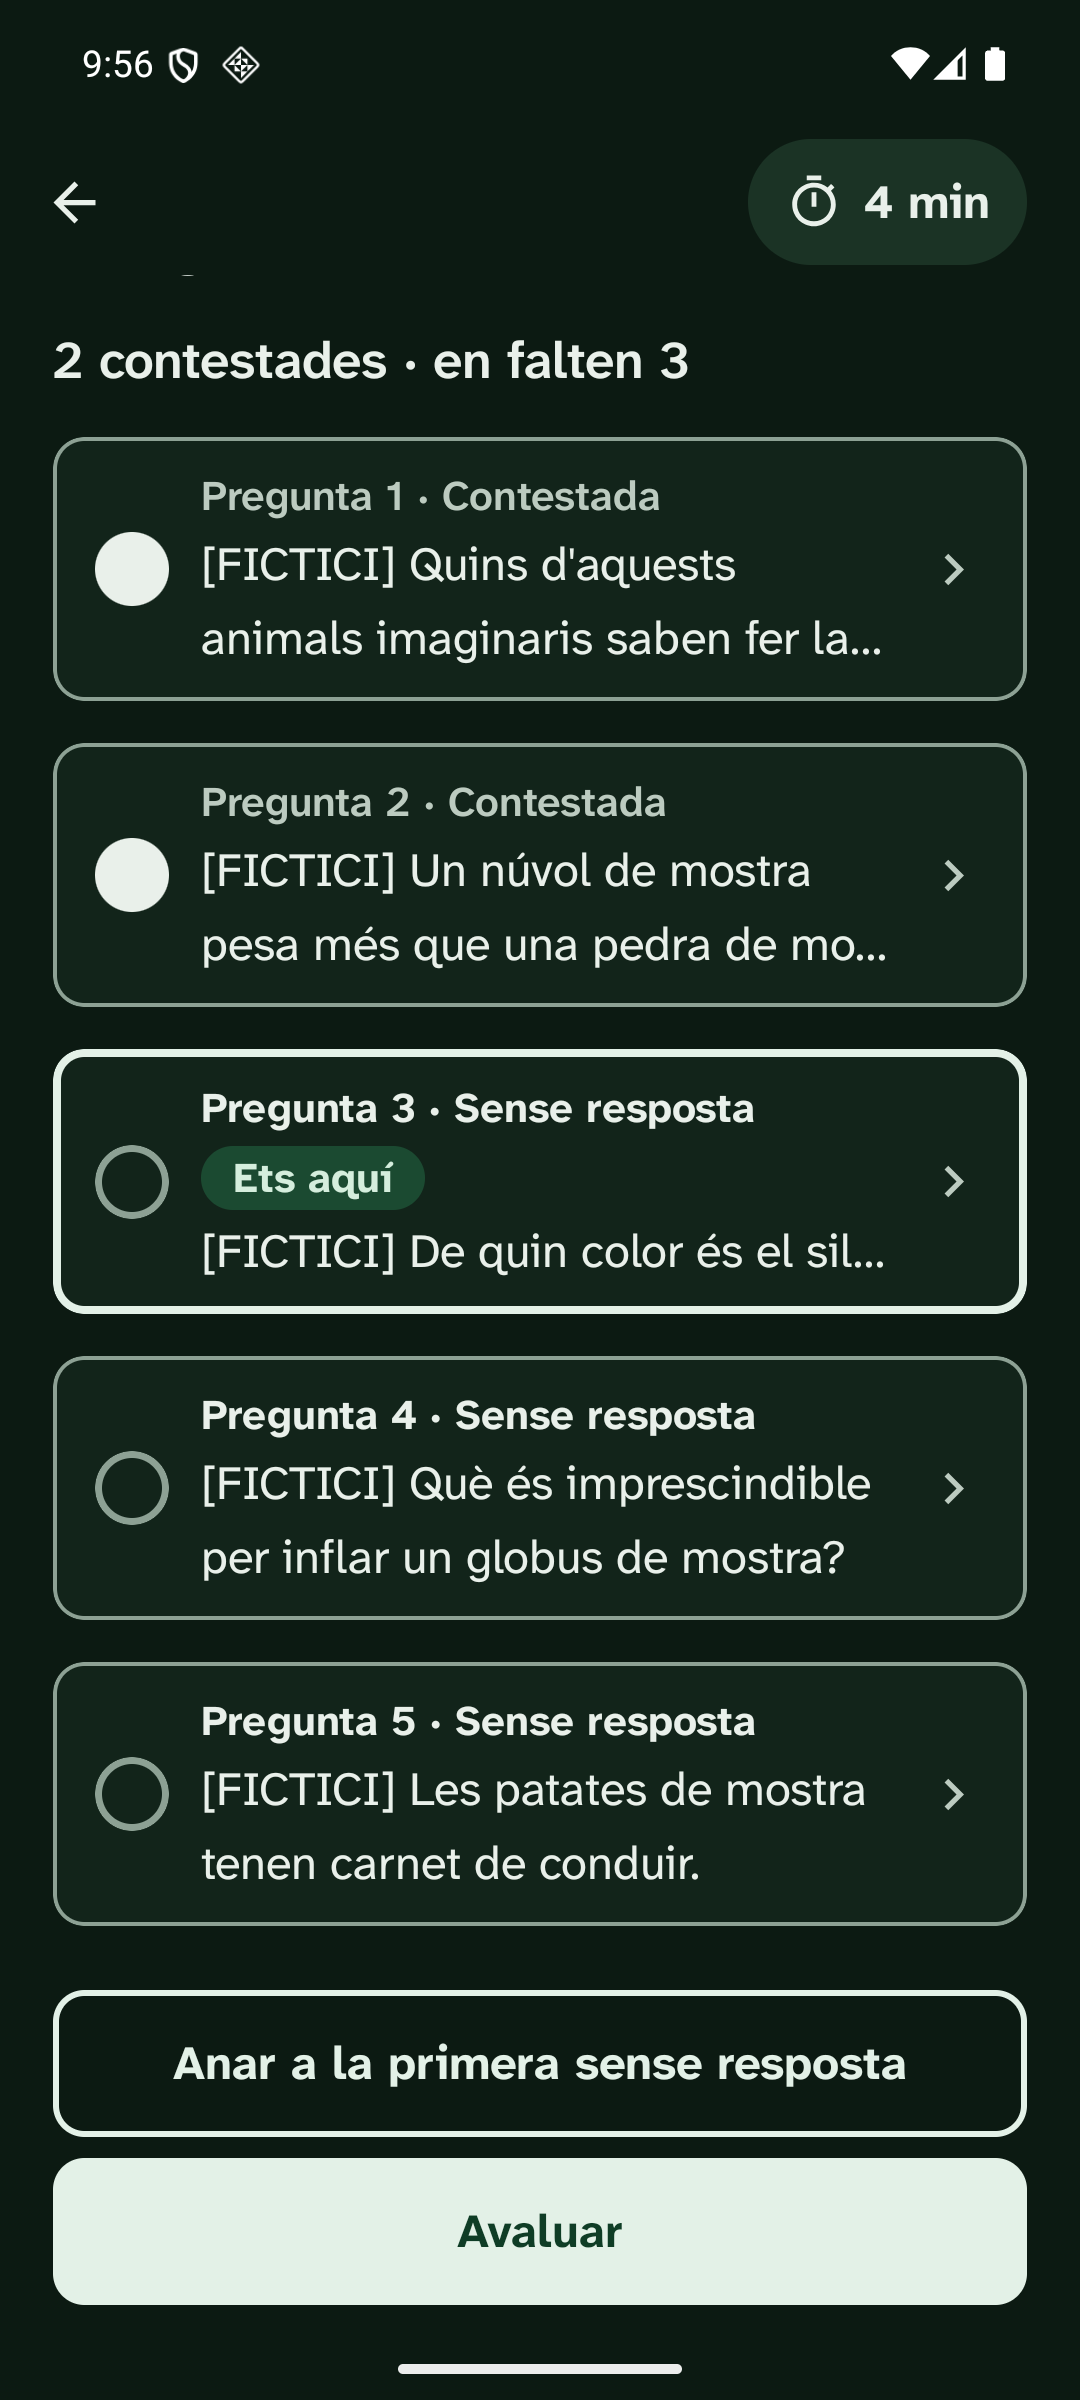 9:56
4 min
2 contestades · en falten 3
Pregunta 1 · Contestada
[FICTICI] Quins d'aquests
animals imaginaris saben fer la...
Pregunta 2 · Contestada
[FICTICI] Un núvol de mostra
pesa més que una pedra de mo...
Pregunta 3 · Sense resposta
Ets aquí
[FICTICI] De quin color és el sil...
Pregunta 4 · Sense resposta
[FICTICI] Què és imprescindible
per inflar un globus de mostra?
Pregunta 5 · Sense resposta
[FICTICI] Les patates de mostra
tenen carnet de conduir.
Anar a la primera sense resposta
Avaluar